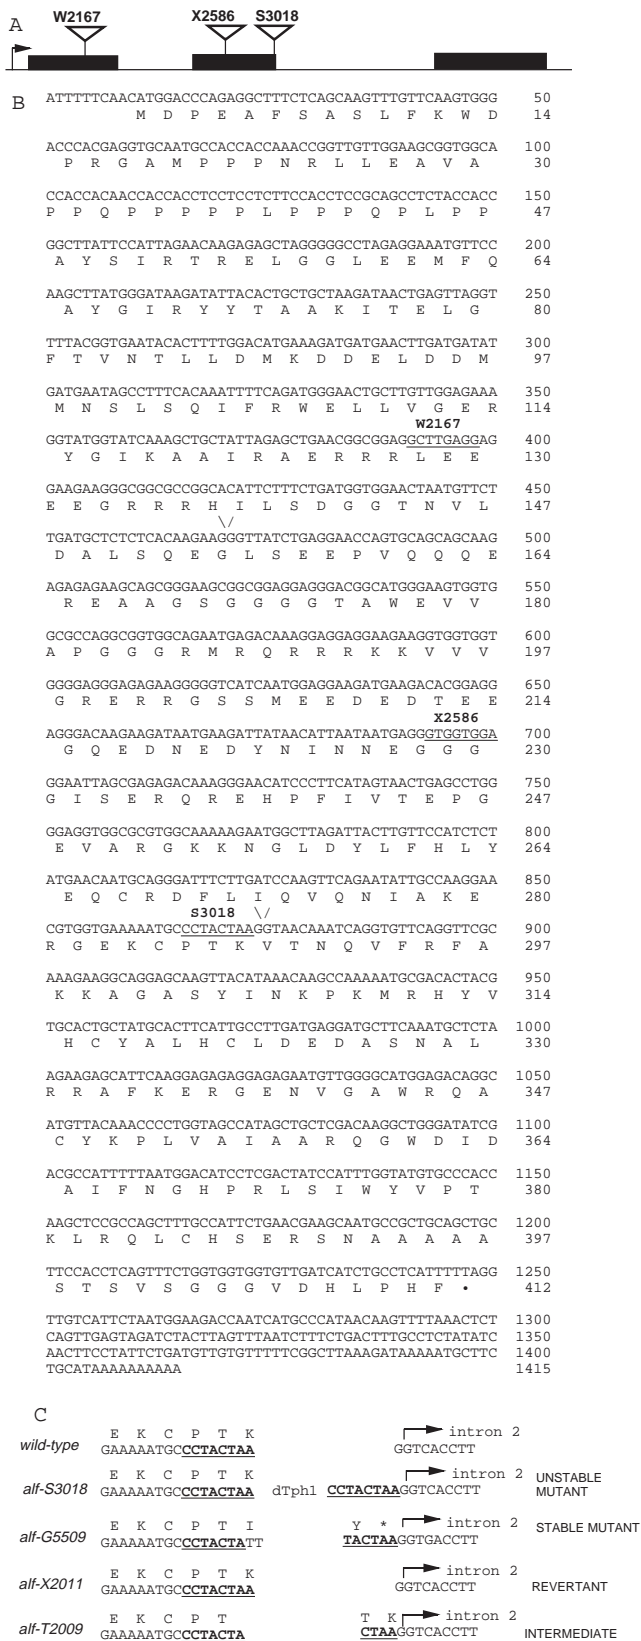 A
W2167 X2586 S3018
B
ATTTTTCAACATGGACCCAGAGGCTTTCTCAGCAAGTTTGTTCAAGTGGG 50
M D P E A F S A S L F K W D 14
ACCCACGAGGTGCAATGCCACCACCAAACCGGTTGTTGGAAGCGGTGGCA 100
P R G A M P P P N R L L E A V A 30
CCACCACAACCACCACCTCCTCCTCTTCCACCTCCGCAGCCTCTACCACC 150
P P Q P P P P P L P P P Q P L P P 47
GGCTTATTCCATTAGAACAAGAGAGCTAGGGGGCCTAGAGGAAATGTTCC 200
A Y S I R T R E L G G L E E M F Q 64
AAGCTTATGGGATAAGATATTACACTGCTGCTAAGATAACTGAGTTAGGT 250
A Y G I R Y Y T A A K I T E L G 80
TTTACGGTGAATACACTTTTGGACATGAAAGATGATGAACTTGATGATAT 300
F T V N T L L D M K D D E L D D M 97
GATGAATAGCCTTTCACAAATTTTCAGATGGGAACTGCTTGTTGGAGAAA 350
M N S L S Q I F R W E L L V G E R 114
W2167
GGTATGGTATCAAAGCTGCTATTAGAGCTGAACGGCGGAGGCTTGAGGAG 400
Y G I K A A I R A E R R R L E E 130
GAAGAAGGGCGGCGCCGGCACATTCTTTCTGATGGTGGAACTAATGTTCT 450
E E G R R R H I L S D G G T N V L 147
\/
TGATGCTCTCTCACAAGAAGGGTTATCTGAGGAACCAGTGCAGCAGCAAG 500
D A L S Q E G L S E E P V Q Q Q E 164
AGAGAGAAGCAGCGGGAAGCGGCGGAGGAGGGACGGCATGGGAAGTGGTG 550
R E A A G S G G G G T A W E V V 180
GCGCCAGGCGGTGGCAGAATGAGACAAAGGAGGAGGAAGAAGGTGGTGGT 600
A P G G G R M R Q R R R K K V V V 197
GGGGAGGGAGAGAAGGGGGTCATCAATGGAGGAAGATGAAGACACGGAGG 650
G R E R R G S S M E E D E D T E E 214
X2586
AGGGACAAGAAGATAATGAAGATTATAACATTAATAATGAGGGTGGTGGA 700
G Q E D N E D Y N I N N E G G G 230
GGAATTAGCGAGAGACAAAGGGAACATCCCTTCATAGTAACTGAGCCTGG 750
G I S E R Q R E H P F I V T E P G 247
GGAGGTGGCGCGTGGCAAAAAGAATGGCTTAGATTACTTGTTCCATCTCT 800
E V A R G K K N G L D Y L F H L Y 264
ATGAACAATGCAGGGATTTCTTGATCCAAGTTCAGAATATTGCCAAGGAA 850
E Q C R D F L I Q V Q N I A K E 280
S3018 \/
CGTGGTGAAAAATGCCCTACTAAGGTAACAAATCAGGTGTTCAGGTTCGC 900
R G E K C P T K V T N Q V F R F A 297
AAAGAAGGCAGGAGCAAGTTACATAAACAAGCCAAAAATGCGACACTACG 950
K K A G A S Y I N K P K M R H Y V 314
TGCACTGCTATGCACTTCATTGCCTTGATGAGGATGCTTCAAATGCTCTA 1000
H C Y A L H C L D E D A S N A L 330
AGAAGAGCATTCAAGGAGAGAGGAGAGAATGTTGGGGCATGGAGACAGGC 1050
R R A F K E R G E N V G A W R Q A 347
ATGTTACAAACCCCTGGTAGCCATAGCTGCTCGACAAGGCTGGGATATCG 1100
C Y K P L V A I A A R Q G W D I D 364
ACGCCATTTTTAATGGACATCCTCGACTATCCATTTGGTATGTGCCCACC 1150
A I F N G H P R L S I W Y V P T 380
AAGCTCCGCCAGCTTTGCCATTCTGAACGAAGCAATGCCGCTGCAGCTGC 1200
K L R Q L C H S E R S N A A A A A 397
TTCCACCTCAGTTTCTGGTGGTGGTGTTGATCATCTGCCTCATTTTTAGG 1250
S T S V S G G G V D H L P H F • 412
TTGTCATTCTAATGGAAGACCAATCATGCCCATAACAAGTTTTAAACTCT 1300
CAGTTGAGTAGATCTACTTAGTTTAATCTTTCTGACTTTGCCTCTATATC 1350
AACTTCCTATTCTGATGTTGTGTTTTTCGGCTTAAAGATAAAAATGCTTC 1400
TGCATAAAAAAAAAA 1415
C
E K C P T K intron 2
wild-type GAAAAATGCCCTACTAA GGTCACCTT
E K C P T K intron 2
alf-S3018 GAAAAATGCCCTACTAA dTph1 CCTACTAAGGTCACCTT UNSTABLE MUTANT
E K C P T I Y * intron 2
alf-G5509 GAAAAATGCCCTACTATT TACTAAGGTGACCTT STABLE MUTANT
E K C P T K intron 2
alf-X2011 GAAAAATGCCCTACTAA GGTCACCTT REVERTANT
E K C P T T K intron 2
alf-T2009 GAAAAATGCCCTACTA CTAAGGTCACCTT INTERMEDIATE